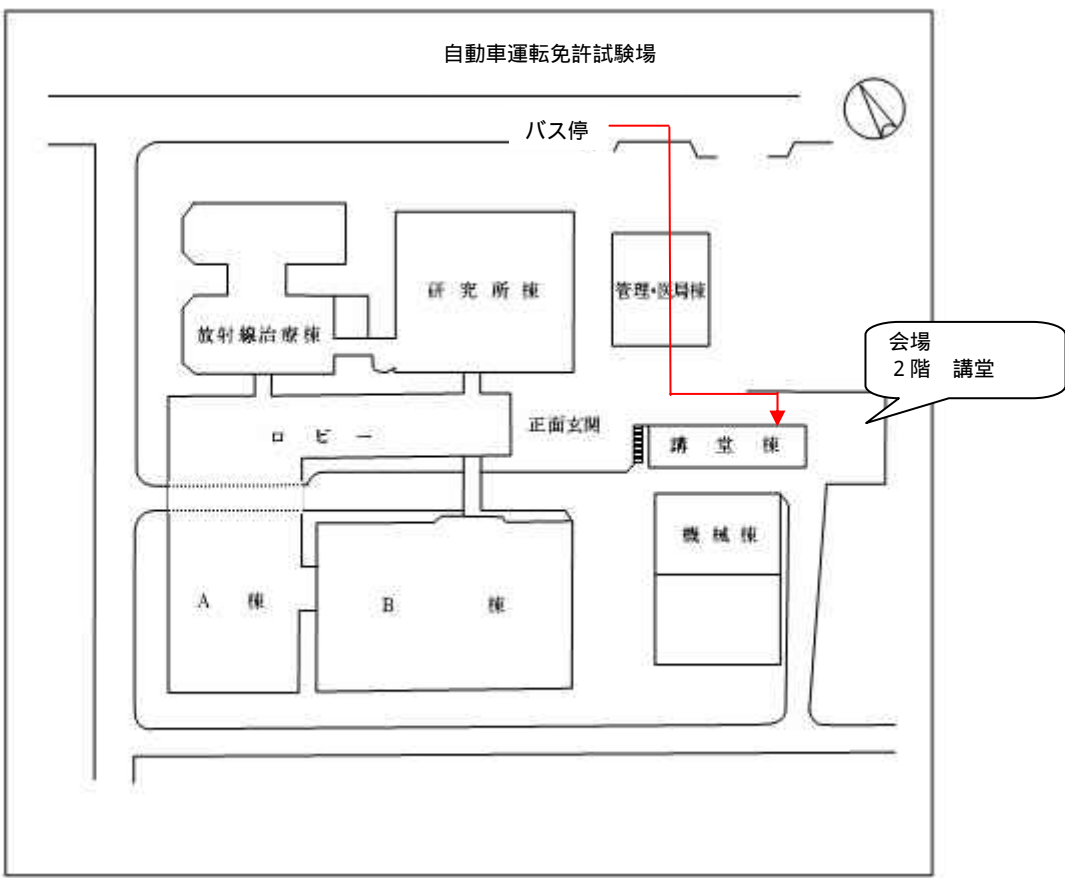 自動車運転免許試験場
バス停
研究所棟
管理・医局棟
放射線治療棟
会場
2階 講堂
正面玄関
ロビー
講堂棟
機械棟
A棟
B棟